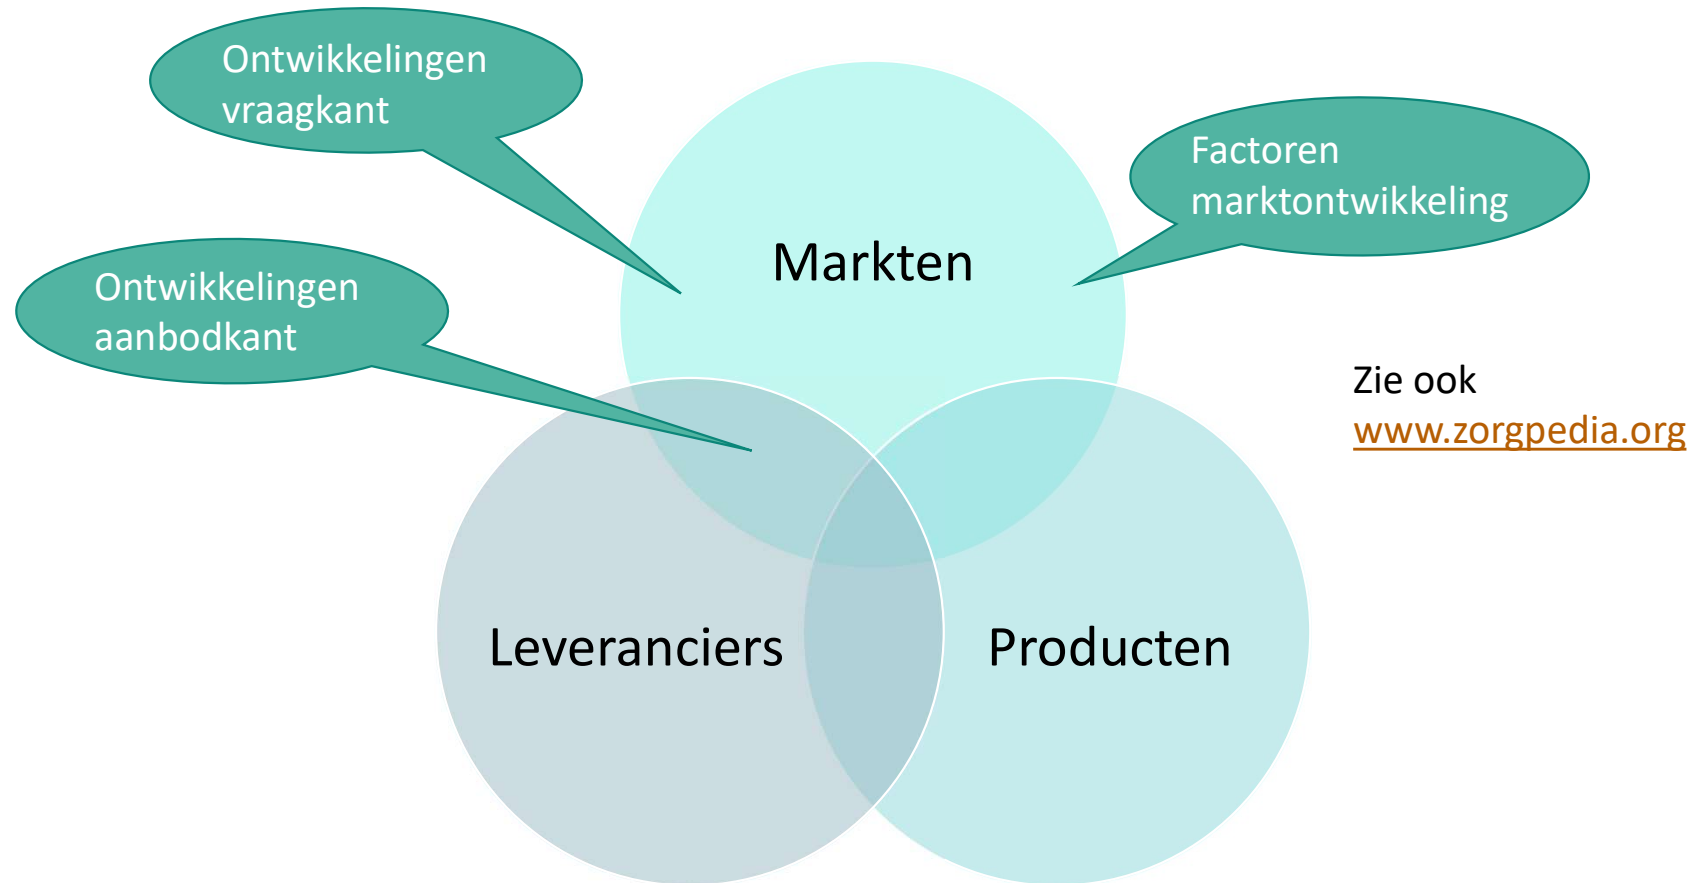 Ontwikkelingen
vraagkant
Factoren
marktontwikkeling
Markten
Ontwikkelingen
aanbodkant
Zie ook
www.zorgpedia.org
Leveranciers
Producten